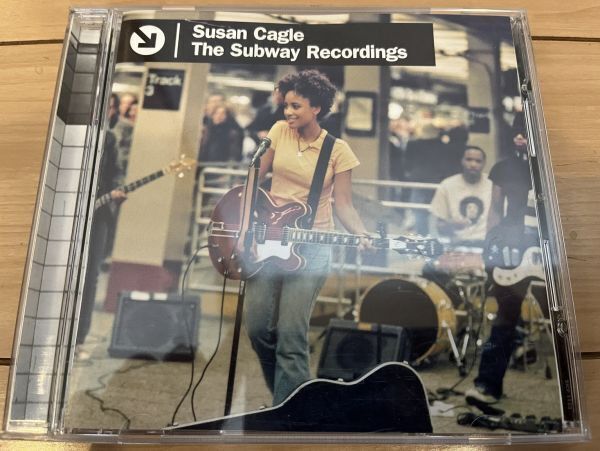 Susan Cagle
The Subway Recordings
Track
3